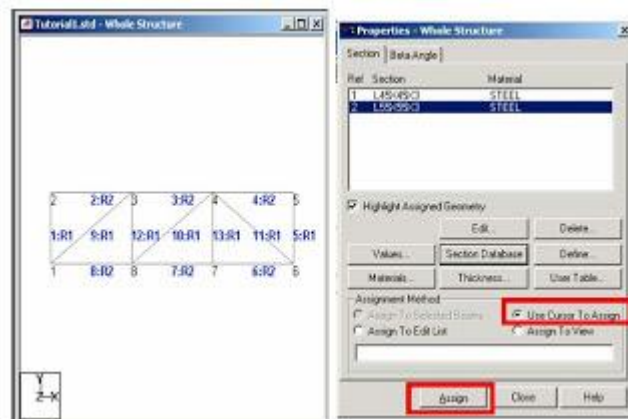 Tutorial1.std - Whole Structure
2 2:R2 3 3:R2 4 4:R2 5
1:R1 9:R1 12:R1 10:R1 13:R1 11:R1 5:R1
1 8:R2 8 7:R2 7 6:R2 6
Y
Z X
Properties - Whole Structure
Section Beta Angle
Ref Section Material
1 STEEL
2 STEEL
Highlight Assigned Geometry
Edit... Delete...
Values... Section Database Define...
Materials... Thickness... User Table...
Assignment Method
Assign To Selected Beams Use Cursor To Assign
Assign To Edit List Assign To View
Assign Close Help